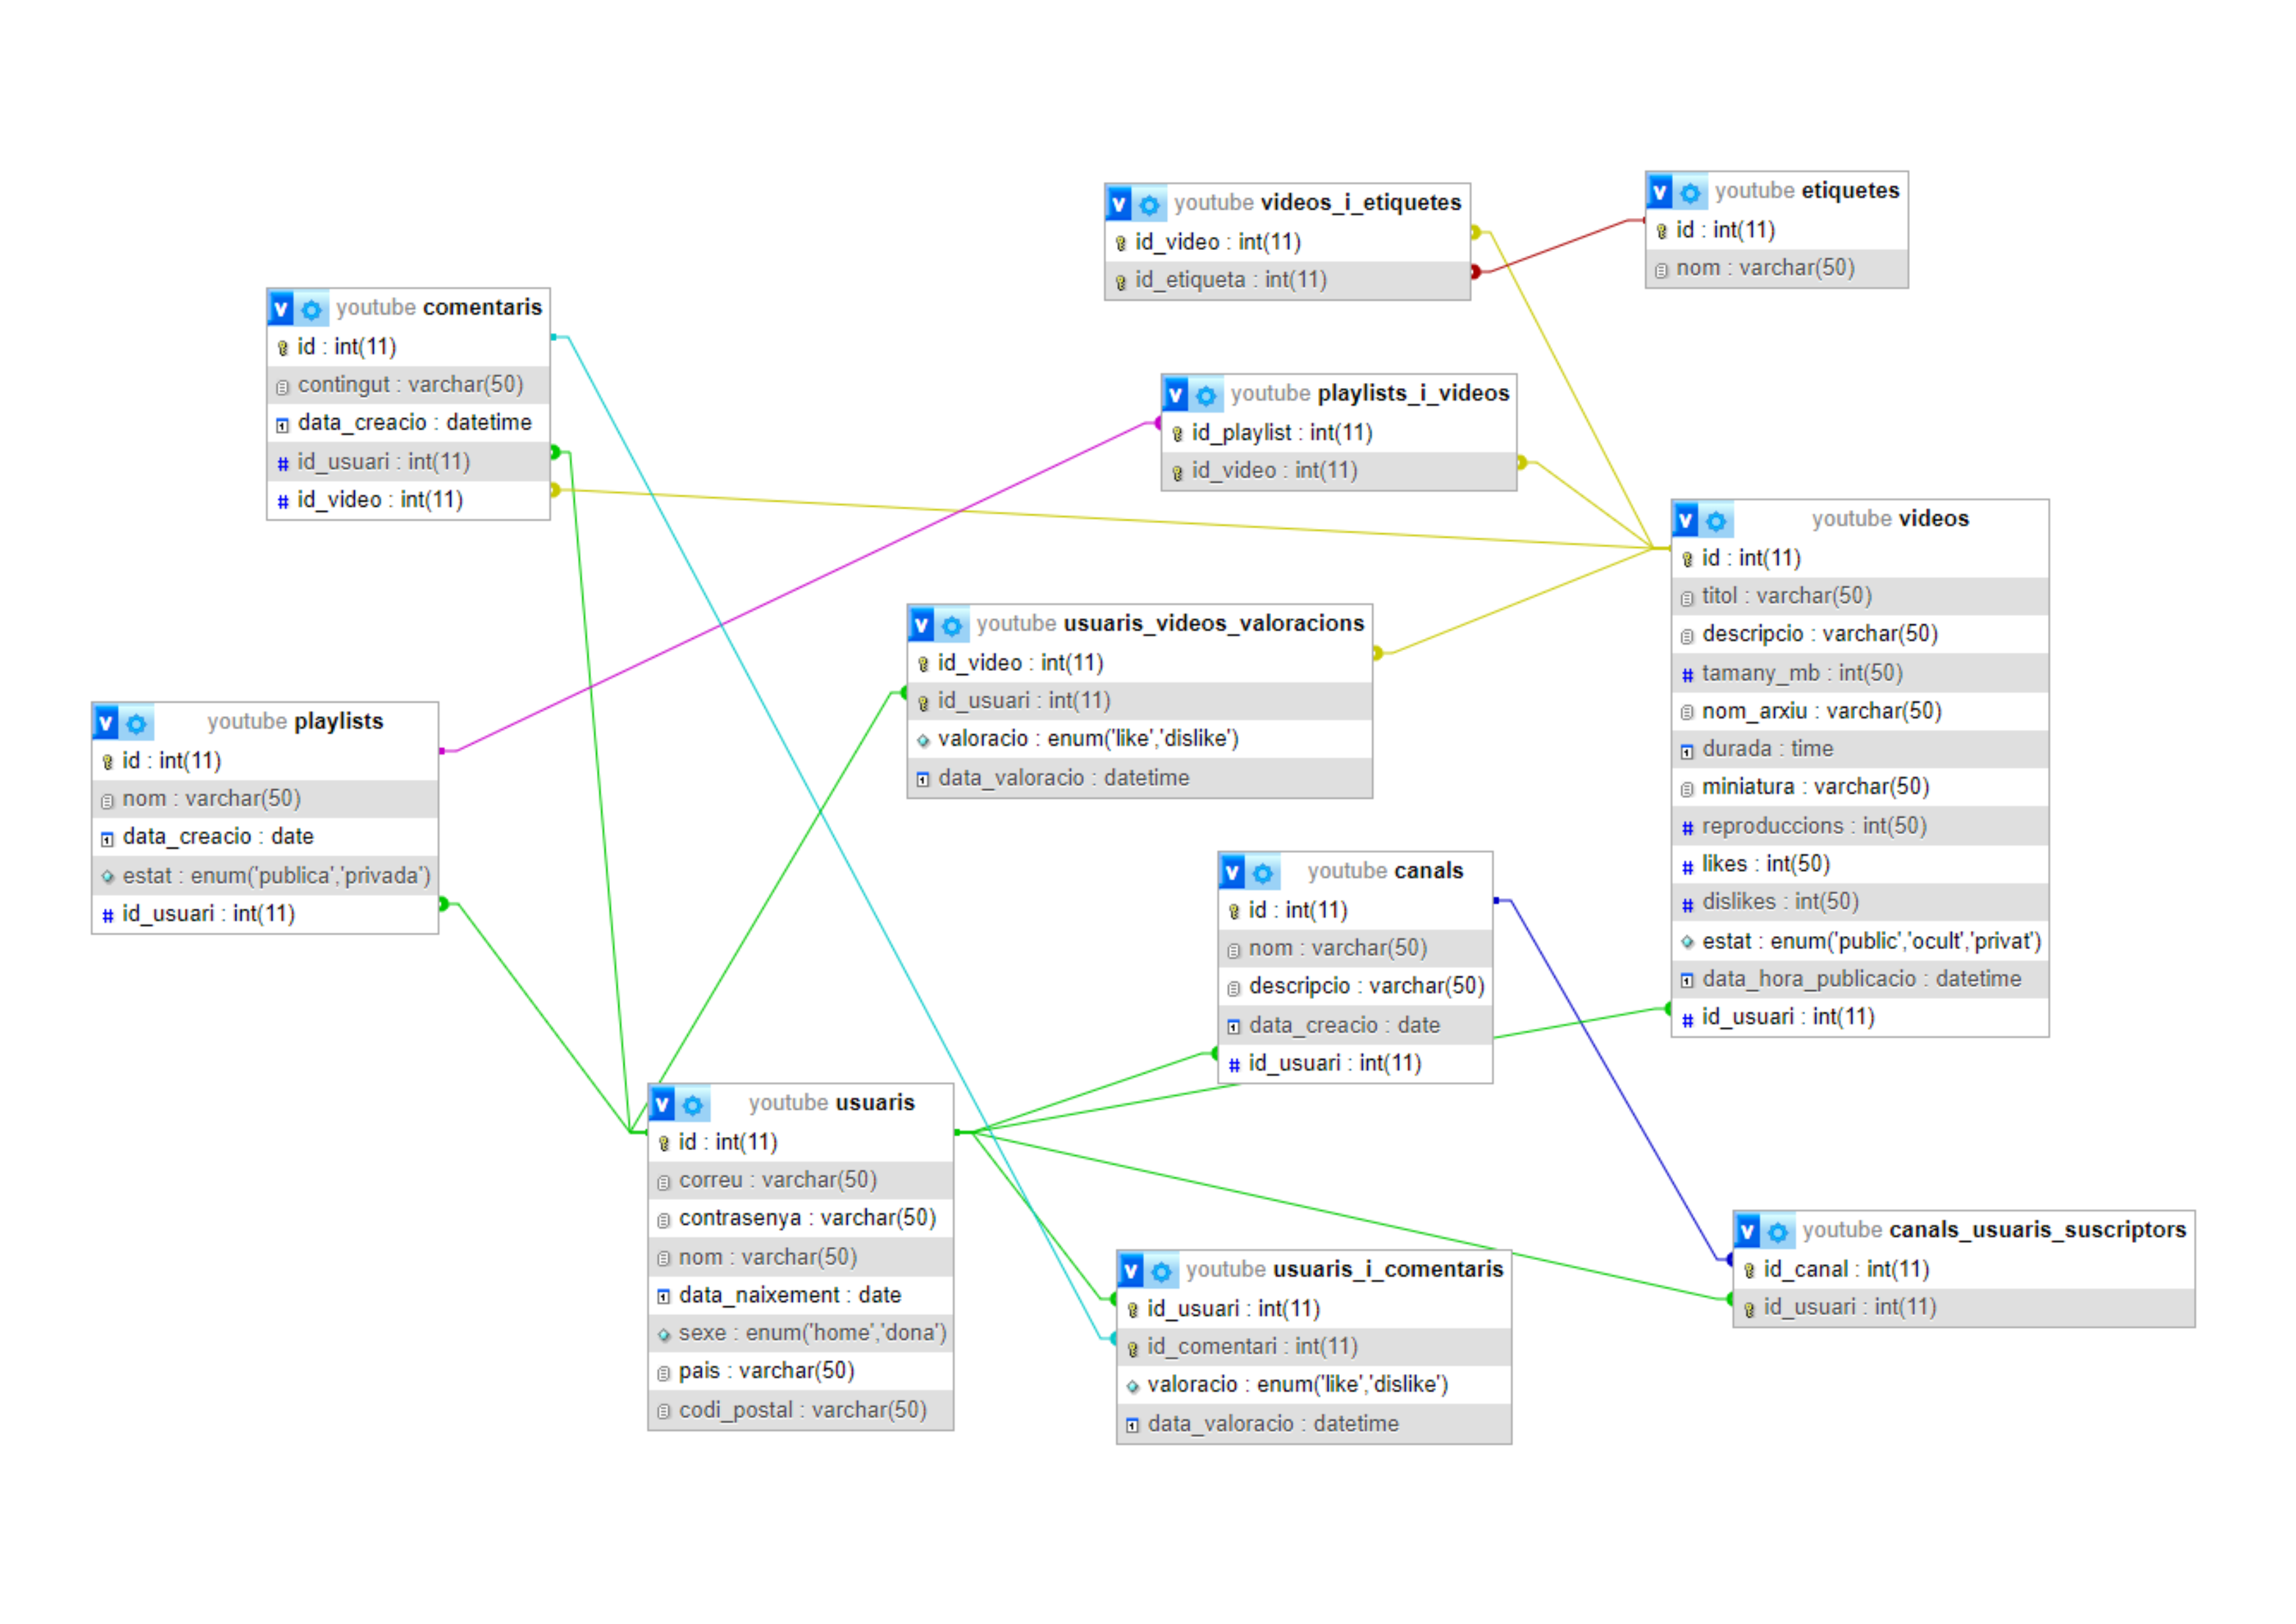 youtube videos_i_etiquetes
id_video : int(11)
id_etiqueta : int(11)
youtube etiquetes
id : int(11)
nom : varchar(50)
youtube comentaris
id : int(11)
contingut : varchar(50)
data_creacio : datetime
id_usuari : int(11)
id_video : int(11)
youtube playlists_i_videos
id_playlist : int(11)
id_video : int(11)
youtube videos
id : int(11)
titol : varchar(50)
descripcio : varchar(50)
tamany_mb : int(50)
nom_arxiu : varchar(50)
durada : time
miniatura : varchar(50)
reproduccions : int(50)
likes : int(50)
dislikes : int(50)
estat : enum('public','ocult','privat')
data_hora_publicacio : datetime
id_usuari : int(11)
youtube usuaris_videos_valoracions
id_video : int(11)
id_usuari : int(11)
valoracio : enum('like','dislike')
data_valoracio : datetime
youtube playlists
id : int(11)
nom : varchar(50)
data_creacio : date
estat : enum('publica','privada')
id_usuari : int(11)
youtube canals
id : int(11)
nom : varchar(50)
descripcio : varchar(50)
data_creacio : date
id_usuari : int(11)
youtube usuaris
id : int(11)
correu : varchar(50)
contrasenya : varchar(50)
nom : varchar(50)
data_naixement : date
sexe : enum('home','dona')
pais : varchar(50)
codi_postal : varchar(50)
youtube usuaris_i_comentaris
id_usuari : int(11)
id_comentari : int(11)
valoracio : enum('like','dislike')
data_valoracio : datetime
youtube canals_usuaris_suscriptors
id_canal : int(11)
id_usuari : int(11)